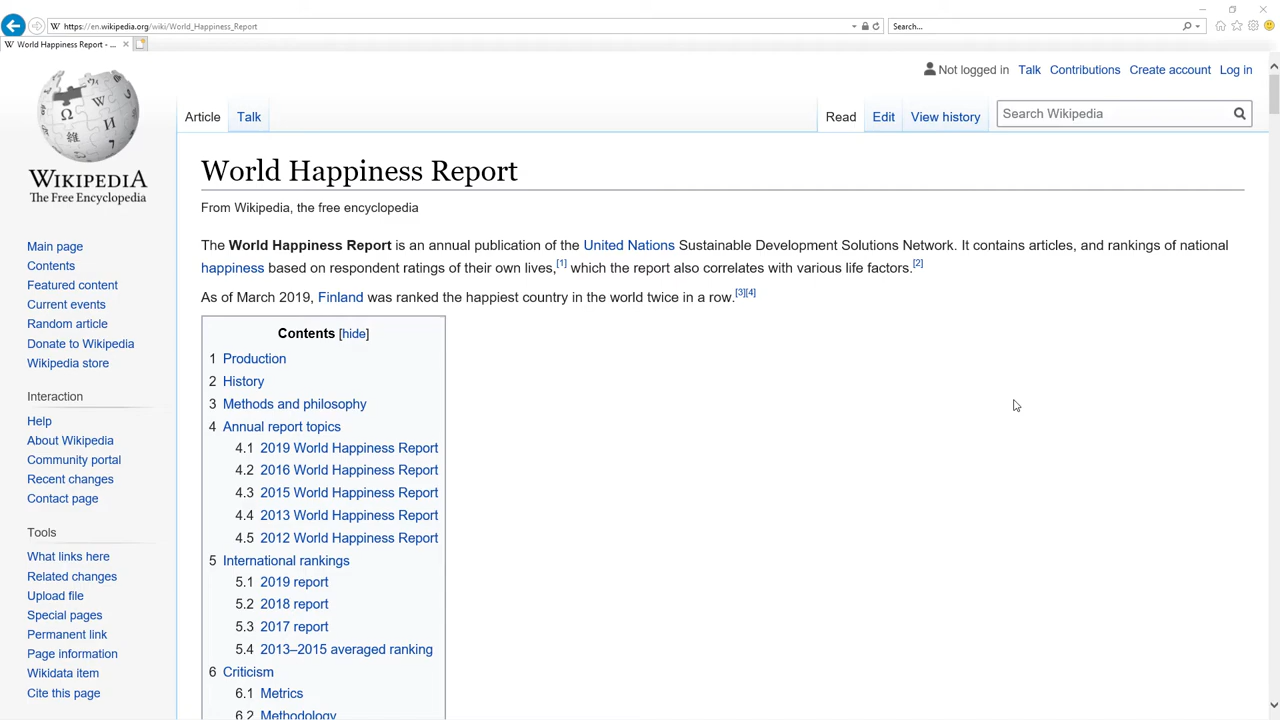 https://en.wikipedia.org/wiki/World_Happiness_Report
Search...
W World Happiness Report - ...
Not logged in Talk Contributions Create account Log in
Article Talk Read Edit View history Search Wikipedia
Ω W И 維
WIKIPEDIA
The Free Encyclopedia
Main page
Contents
Featured content
Current events
Random article
Donate to Wikipedia
Wikipedia store
Interaction
Help
About Wikipedia
Community portal
Recent changes
Contact page
Tools
What links here
Related changes
Upload file
Special pages
Permanent link
Page information
Wikidata item
Cite this page
World Happiness Report
From Wikipedia, the free encyclopedia
The World Happiness Report is an annual publication of the United Nations Sustainable Development Solutions Network. It contains articles, and rankings of national
happiness based on respondent ratings of their own lives,[1] which the report also correlates with various life factors.[2]
As of March 2019, Finland was ranked the happiest country in the world twice in a row.[3][4]
Contents [hide]
1 Production
2 History
3 Methods and philosophy
4 Annual report topics
4.1 2019 World Happiness Report
4.2 2016 World Happiness Report
4.3 2015 World Happiness Report
4.4 2013 World Happiness Report
4.5 2012 World Happiness Report
5 International rankings
5.1 2019 report
5.2 2018 report
5.3 2017 report
5.4 2013–2015 averaged ranking
6 Criticism
6.1 Metrics
6.2 Methodology